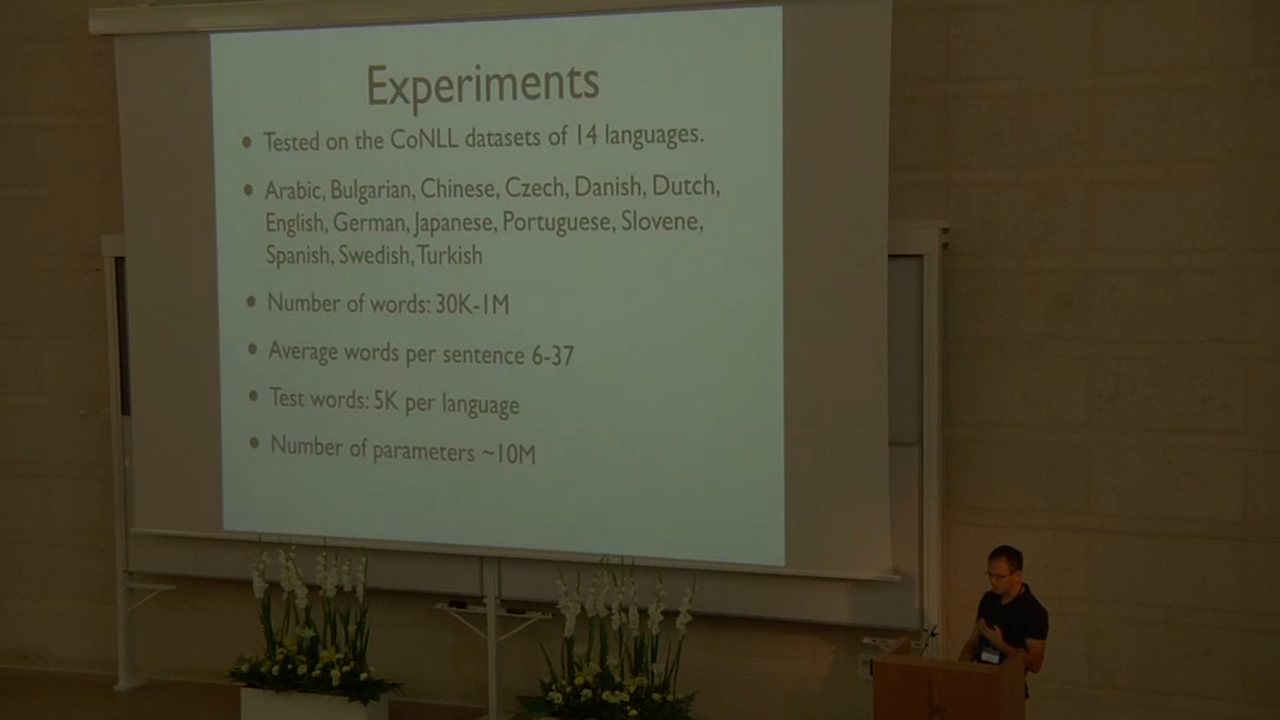 Experiments
• Tested on the CoNLL datasets of 14 languages.
• Arabic, Bulgarian, Chinese, Czech, Danish, Dutch,
English, German, Japanese, Portuguese, Slovene,
Spanish, Swedish, Turkish
• Number of words: 30K-1M
• Average words per sentence 6-37
• Test words: 5K per language
• Number of parameters ~10M